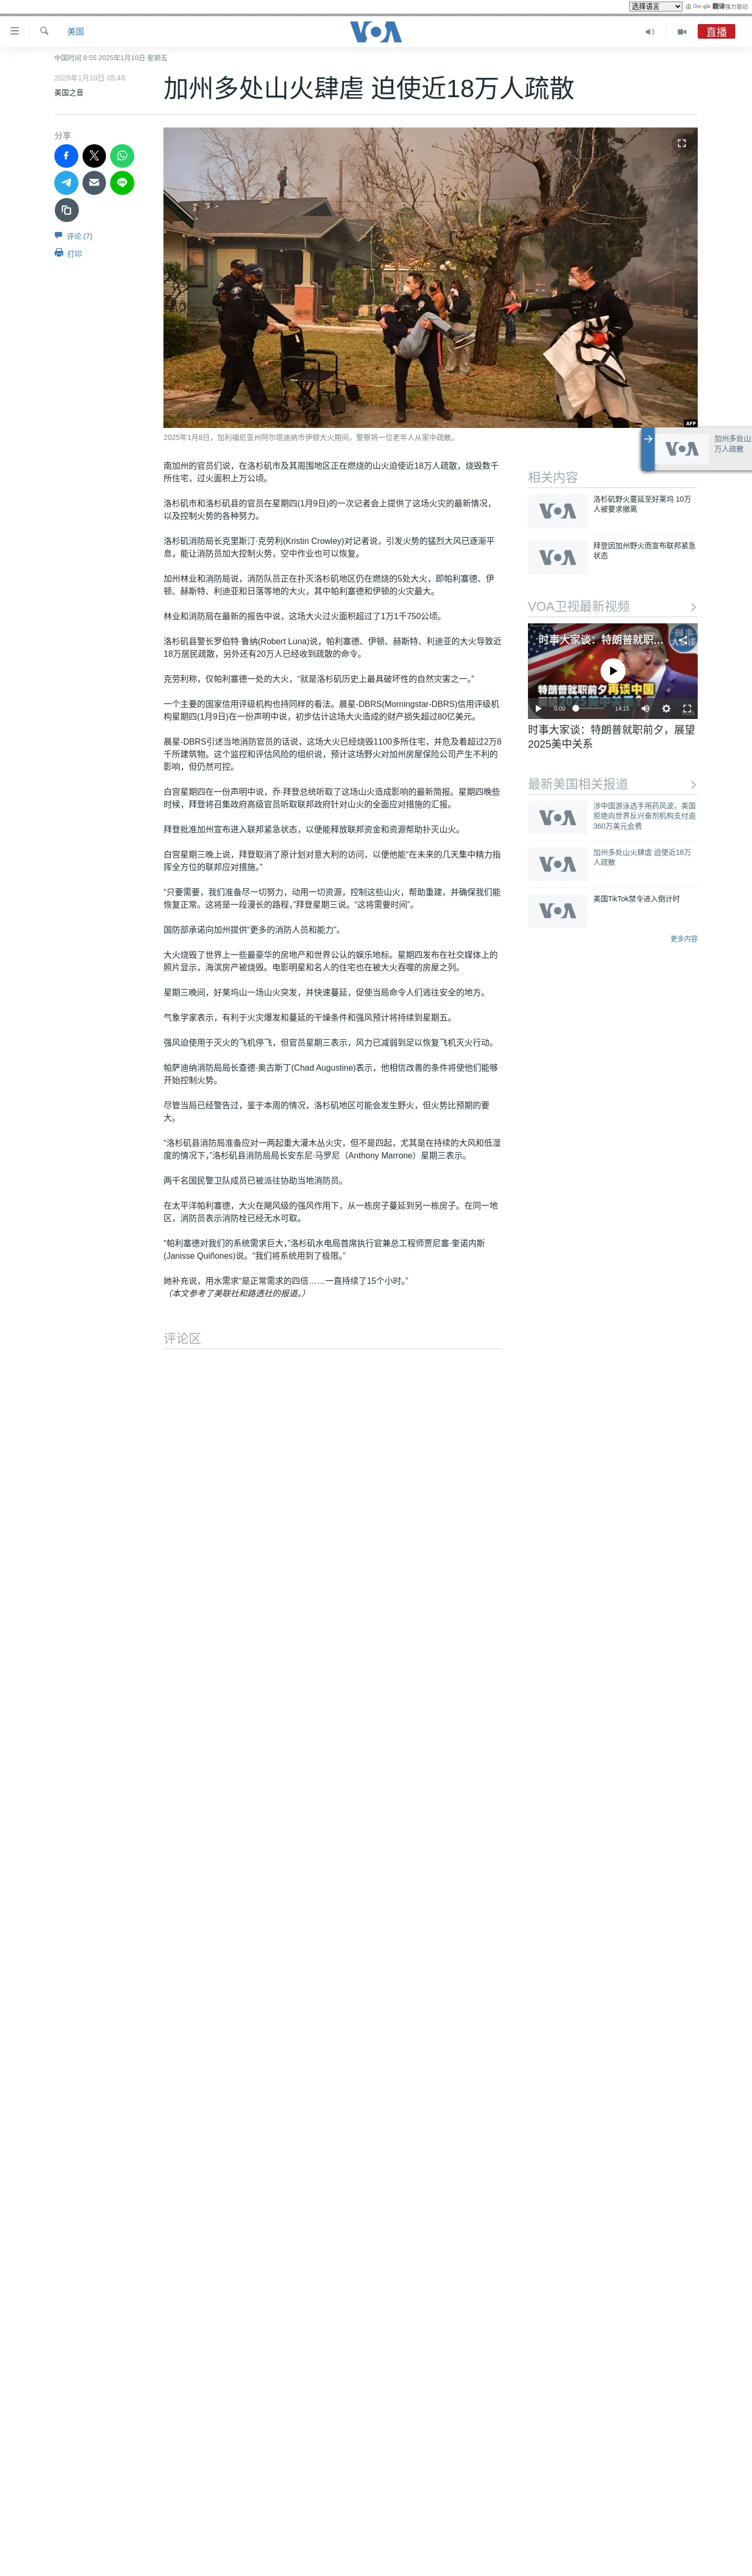 选择语言 由 Google 翻译强力驱动
美国
VOA
直播
中国时间 8:55 2025年1月10日 星期五
2025年1月10日 05:48
美国之音
加州多处山火肆虐 迫使近18万人疏散
分享
评论 (7)
打印
AFP
2025年1月8日，加利福尼亚州阿尔塔迪纳市伊顿大火期间，警察将一位老年人从家中疏散。
VOA
加州多处山
万人疏散
南加州的官员们说，在洛杉矶市及其周围地区正在燃烧的山火迫使近18万人疏散，烧毁数千
所住宅，过火面积上万公顷。
洛杉矶市和洛杉矶县的官员在星期四(1月9日)的一次记者会上提供了这场火灾的最新情况，
以及控制火势的各种努力。
洛杉矶消防局长克里斯汀·克劳利(Kristin Crowley)对记者说，引发火势的猛烈大风已逐渐平
息，能让消防员加大控制火势，空中作业也可以恢复。
加州林业和消防局说，消防队员正在扑灭洛杉矶地区仍在燃烧的5处大火，即帕利塞德、伊
顿、赫斯特、利迪亚和日落等地的大火，其中帕利塞德和伊顿的火灾最大。
林业和消防局在最新的报告中说，这场大火过火面积超过了1万1千750公顷。
洛杉矶县警长罗伯特·鲁纳(Robert Luna)说，帕利塞德、伊顿、赫斯特、利迪亚的大火导致近
18万居民疏散，另外还有20万人已经收到疏散的命令。
克劳利称，仅帕利塞德一处的大火，“就是洛杉矶历史上最具破坏性的自然灾害之一。”
一个主要的国家信用评级机构也持同样的看法。晨星-DBRS(Morningstar-DBRS)信用评级机
构星期四(1月9日)在一份声明中说，初步估计这场大火造成的财产损失超过80亿美元。
晨星-DBRS引述当地消防官员的话说，这场大火已经烧毁1100多所住宅，并危及着超过2万8
千所建筑物。这个监控和评估风险的组织说，预计这场野火对加州房屋保险公司产生不利的
影响，但仍然可控。
白宫星期四在一份声明中说，乔·拜登总统听取了这场山火造成影响的最新简报。星期四晚些
时候，拜登将召集政府高级官员听取联邦政府针对山火的全面应对措施的汇报。
拜登批准加州宣布进入联邦紧急状态，以便能释放联邦资金和资源帮助扑灭山火。
白宫星期三晚上说，拜登取消了原计划对意大利的访问，以便他能“在未来的几天集中精力指
挥全方位的联邦应对措施。”
“只要需要，我们准备尽一切努力，动用一切资源，控制这些山火，帮助重建，并确保我们能
恢复正常。这将是一段漫长的路程，”拜登星期三说。“这将需要时间”。
国防部承诺向加州提供“更多的消防人员和能力”。
大火烧毁了世界上一些最豪华的房地产和世界公认的娱乐地标。星期四发布在社交媒体上的
照片显示，海滨房产被烧毁。电影明星和名人的住宅也在被大火吞噬的房屋之列。
星期三晚间，好莱坞山一场山火突发，并快速蔓延，促使当局命令人们逃往安全的地方。
气象学家表示，有利于火灾爆发和蔓延的干燥条件和强风预计将持续到星期五。
强风迫使用于灭火的飞机停飞，但官员星期三表示，风力已减弱到足以恢复飞机灭火行动。
帕萨迪纳消防局局长查德·奥古斯丁(Chad Augustine)表示，他相信改善的条件将使他们能够
开始控制火势。
尽管当局已经警告过，鉴于本周的情况，洛杉矶地区可能会发生野火，但火势比预期的要
大。
“洛杉矶县消防局准备应对一两起重大灌木丛火灾，但不是四起，尤其是在持续的大风和低湿
度的情况下，”洛杉矶县消防局局长安东尼·马罗尼（Anthony Marrone）星期三表示。
两千名国民警卫队成员已被派往协助当地消防员。
在太平洋帕利塞德，大火在飓风级的强风作用下，从一栋房子蔓延到另一栋房子。在同一地
区，消防员表示消防栓已经无水可取。
“帕利塞德对我们的系统需求巨大，”洛杉矶水电局首席执行官兼总工程师贾尼塞·奎诺内斯
(Janisse Quiñones)说。“我们将系统用到了极限。”
她补充说，用水需求“是正常需求的四倍……一直持续了15个小时。”
（本文参考了美联社和路透社的报道。）
评论区
相关内容
VOA
洛杉矶野火蔓延至好莱坞 10万
人被要求撤离
VOA
拜登因加州野火而宣布联邦紧急
状态
VOA卫视最新视频
时事大家谈：特朗普就职...
特朗普就职前夕再谈中国
0:00 14:15
时事大家谈：特朗普就职前夕，展望
2025美中关系
最新美国相关报道
VOA
涉中国游泳选手用药风波，美国
拒绝向世界反兴奋剂机构支付逾
360万美元会费
VOA
加州多处山火肆虐 迫使近18万
人疏散
VOA
美国TikTok禁令进入倒计时
更多内容